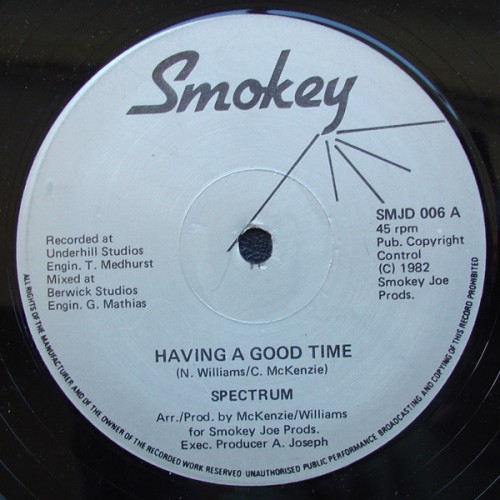 Smokey
SMJD 006 A
45 rpm
Pub. Copyright
Control
(C) 1982
Smokey Joe
Prods.
Recorded at
Underhill Studios
Engin. T. Medhurst
Mixed at
Berwick Studios
Engin. G. Mathias
HAVING A GOOD TIME
(N. Williams/C. McKenzie)
SPECTRUM
Arr./Prod. by McKenzie/Williams
for Smokey Joe Prods.
Exec. Producer A. Joseph
ALL RIGHTS OF THE MANUFACTURER AND OF THE OWNER OF THE RECORDED WORK RESERVED UNAUTHORISED PUBLIC PERFORMANCE BROADCASTING AND COPYING OF THIS RECORD PROHIBITED